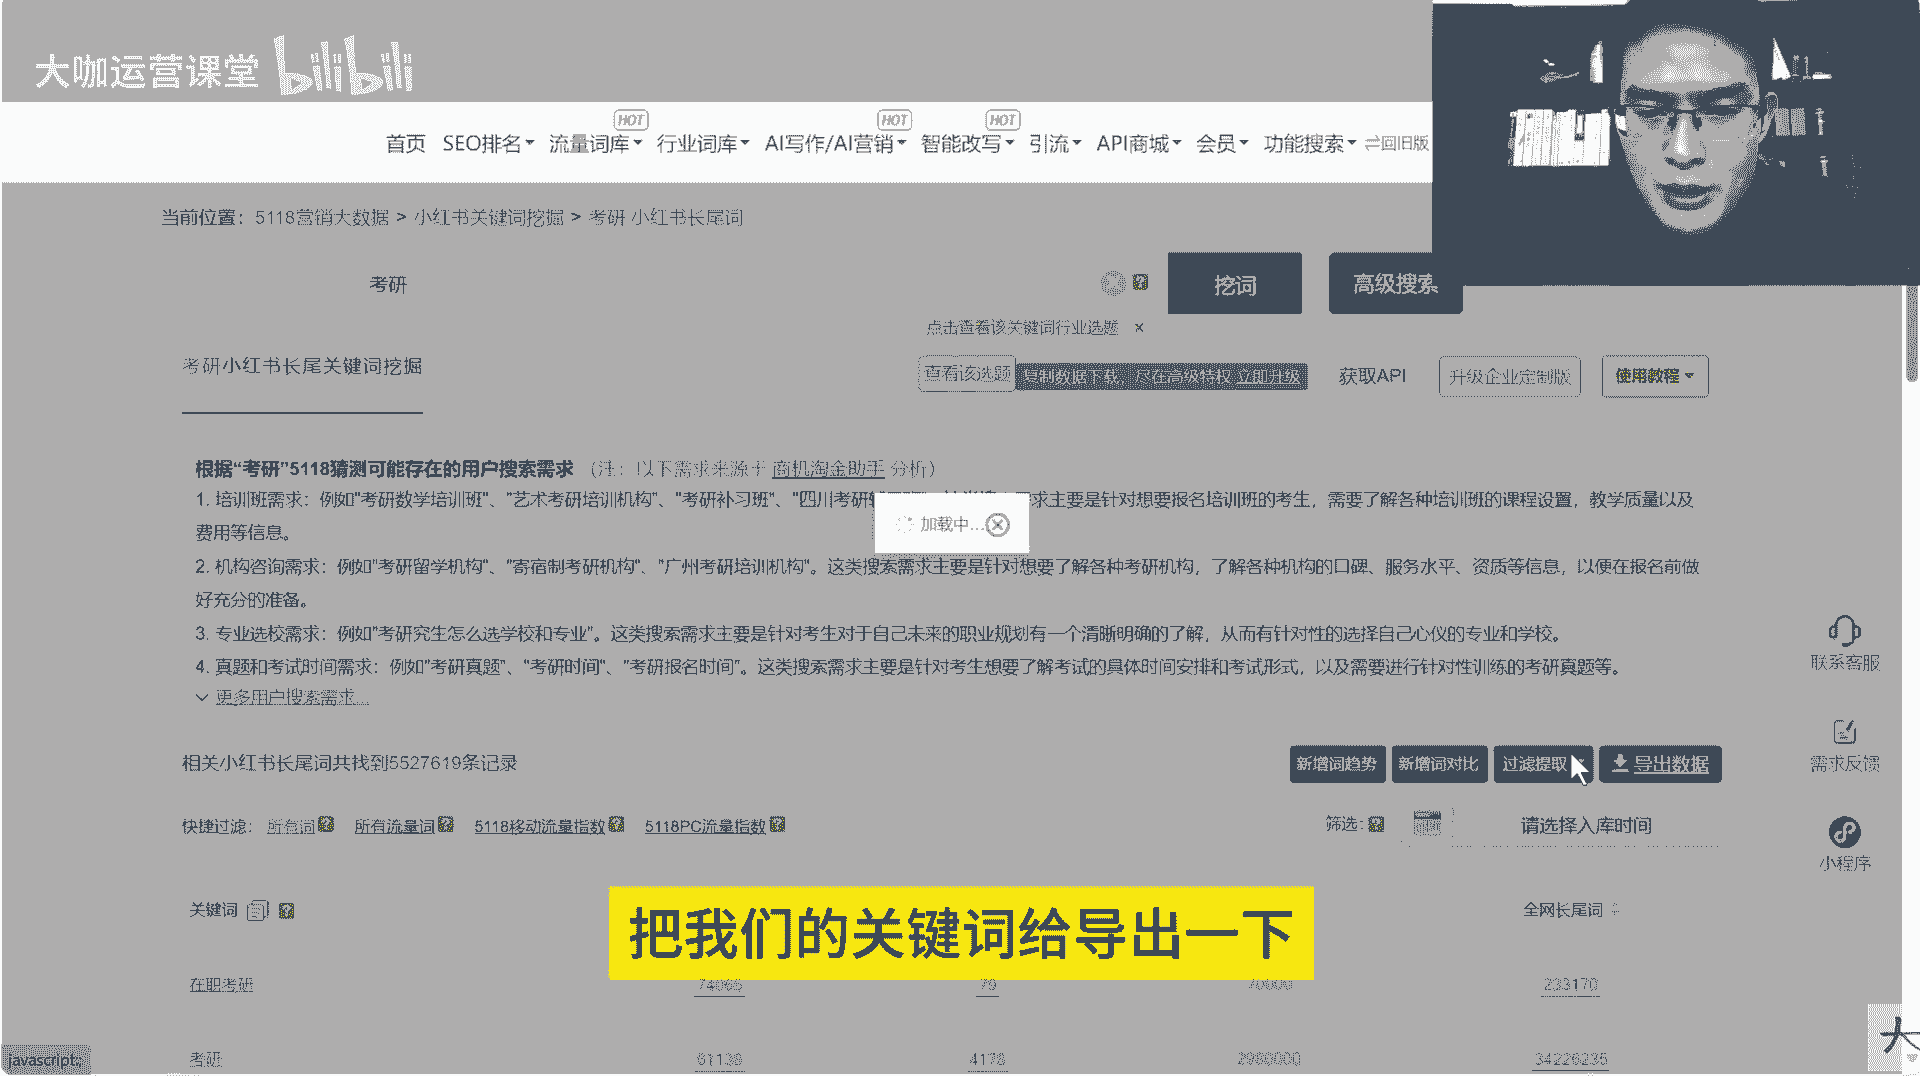 大咖运营课堂 bilibili
HOT HOT HOT
首页 SEO排名 流量词库 行业词库 AI写作/AI营销 智能改写 引流 API商城 会员 功能搜索 回旧版
当前位置：5118营销大数据 > 小红书关键词挖掘 > 考研 小红书长尾词
考研 挖词 高级搜索
点击查看该关键词行业选题 ×
考研小红书长尾关键词挖掘
查看该选题 复制数据下载，尽在高级特权 立即升级 获取API 升级企业定制版 使用教程
根据“考研”5118猜测可能存在的用户搜索需求 （注：以下需求来源于 商机淘金助手 分析）
1. 培训班需求：例如"考研数学培训班"、"艺术考研培训机构"、"考研补习班"、"四川考研 求主要是针对想要报名培训班的考生，需要了解各种培训班的课程设置，教学质量以及
费用等信息。
加载中...
2. 机构咨询需求：例如"考研留学机构"、"寄宿制考研机构"、"广州考研培训机构"。这类搜索需求主要是针对想要了解各种考研机构，了解各种机构的口碑、服务水平、资质等信息，以便在报名前做
好充分的准备。
3. 专业选校需求：例如"考研究生怎么选学校和专业"。这类搜索需求主要是针对考生对于自己未来的职业规划有一个清晰明确的了解，从而有针对性的选择自己心仪的专业和学校。
4. 真题和考试时间需求：例如"考研真题"、"考研时间"、"考研报名时间"。这类搜索需求主要是针对考生想要了解考试的具体时间安排和考试形式，以及需要进行针对性训练的考研真题等。
更多用户搜索需求...
联系客服
相关小红书长尾词共找到5527619条记录 新增词趋势 新增词对比 过滤提取 导出数据
需求反馈
快捷过滤： 所有词 所有流量词 5118移动流量指数 5118PC流量指数 筛选: 请选择入库时间
小程序
关键词 全网长尾词
把我们的关键词给导出一下
在职考研 74066 79 70000 233170
考研 61139 4178 34226235
javascript:
大